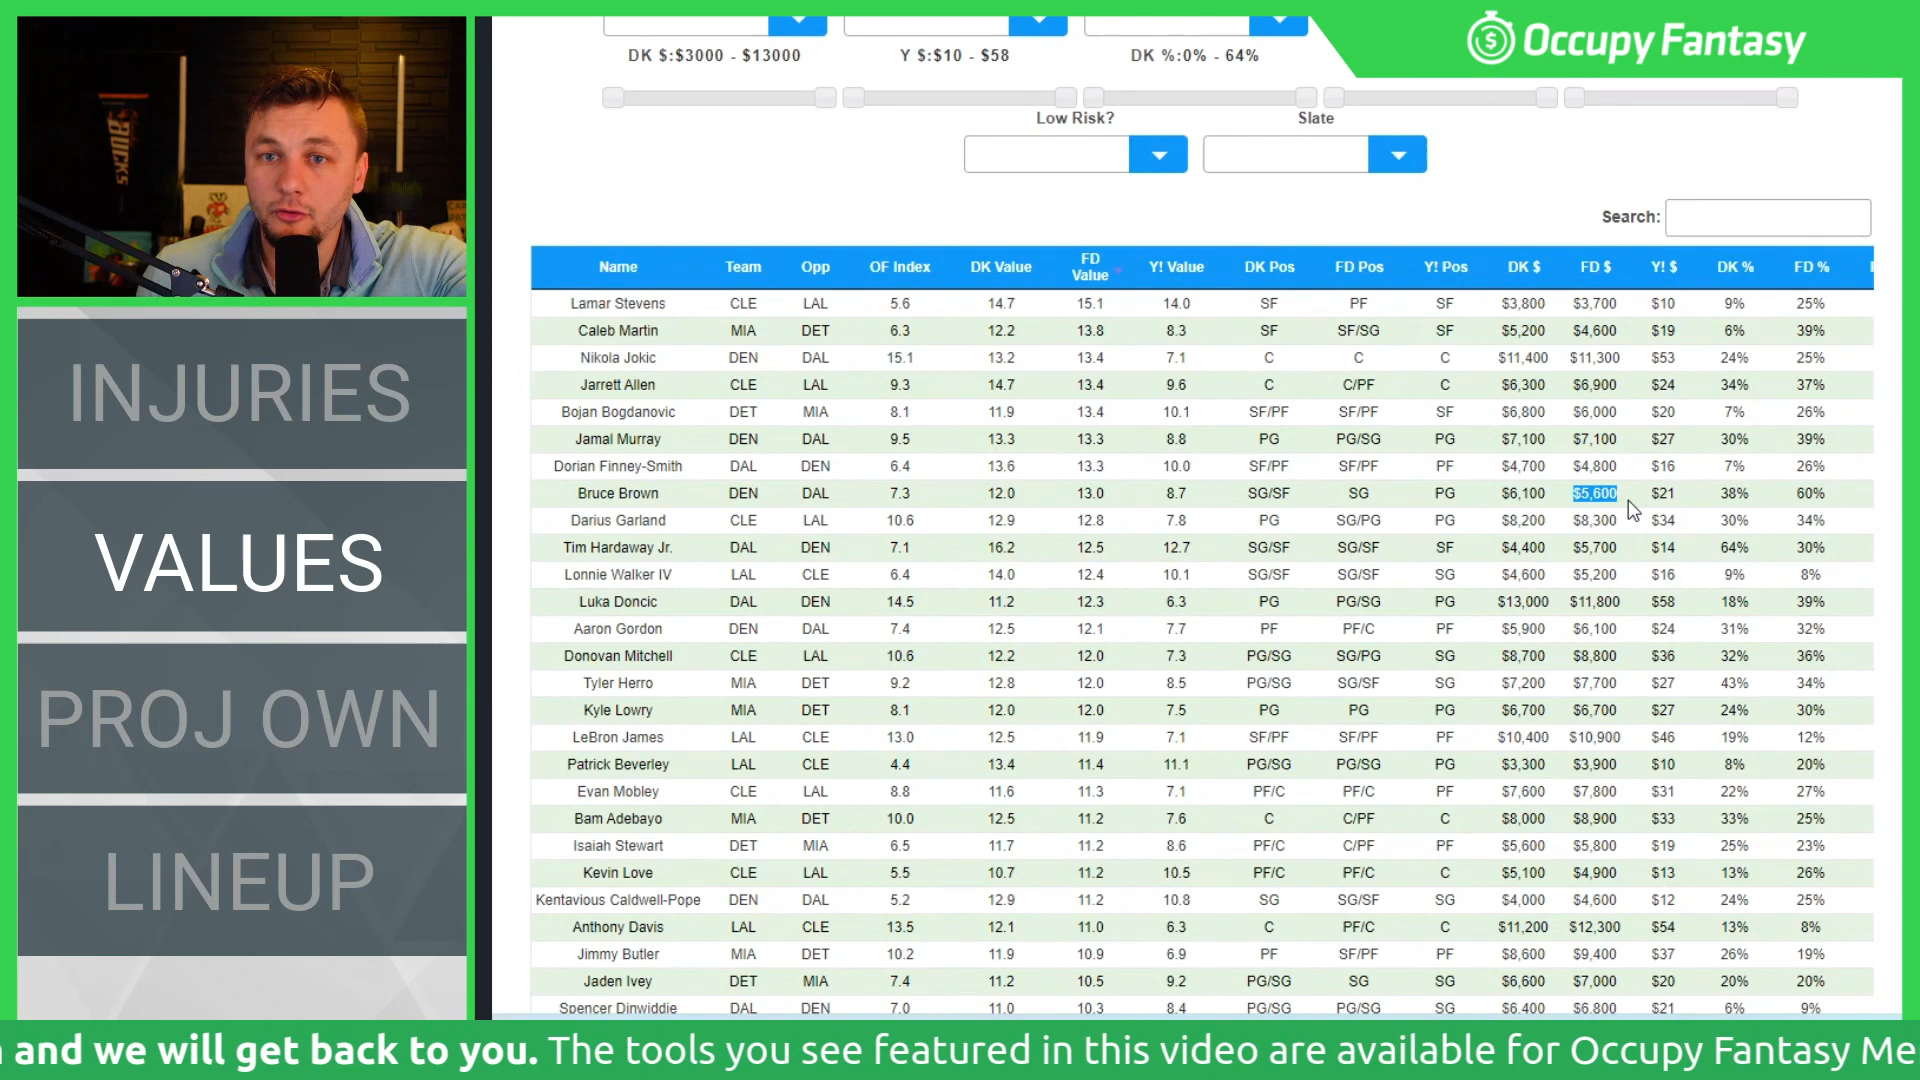 DK $:$3000 - $13000 Y $:$10 - $58 DK %:0% - 64%
Occupy Fantasy
BUCKS
Low Risk? Slate
Search:
Name Team Opp OF Index DK Value FD Value Y! Value DK Pos FD Pos Y! Pos DK $ FD $ Y! $ DK % FD %
Lamar Stevens CLE LAL 5.6 14.7 15.1 14.0 SF PF SF $3,800 $3,700 $10 9% 25%
Caleb Martin MIA DET 6.3 12.2 13.8 8.3 SF SF/SG SF $5,200 $4,600 $19 6% 39%
Nikola Jokic DEN DAL 15.1 13.2 13.4 7.1 C C C $11,400 $11,300 $53 24% 25%
Jarrett Allen CLE LAL 9.3 14.7 13.4 9.6 C C/PF C $6,300 $6,900 $24 34% 37%
Bojan Bogdanovic DET MIA 8.1 11.9 13.4 10.1 SF/PF SF/PF SF $6,800 $6,000 $20 7% 26%
Jamal Murray DEN DAL 9.5 13.3 13.3 8.8 PG PG/SG PG $7,100 $7,100 $27 30% 39%
Dorian Finney-Smith DAL DEN 6.4 13.6 13.3 10.0 SF/PF SF/PF PF $4,700 $4,800 $16 7% 26%
Bruce Brown DEN DAL 7.3 12.0 13.0 8.7 SG/SF SG PG $6,100 $5,600 $21 38% 60%
Darius Garland CLE LAL 10.6 12.9 12.8 7.8 PG SG/PG PG $8,200 $8,300 $34 30% 34%
Tim Hardaway Jr. DAL DEN 7.1 16.2 12.5 12.7 SG/SF SG/SF SF $4,400 $5,700 $14 64% 30%
Lonnie Walker IV LAL CLE 6.4 14.0 12.4 10.1 SG/SF SG/SF SG $4,600 $5,200 $16 9% 8%
Luka Doncic DAL DEN 14.5 11.2 12.3 6.3 PG PG/SG PG $13,000 $11,800 $58 18% 39%
Aaron Gordon DEN DAL 7.4 12.5 12.1 7.7 PF PF/C PF $5,900 $6,100 $24 31% 32%
Donovan Mitchell CLE LAL 10.6 12.2 12.0 7.3 PG/SG SG/PG SG $8,700 $8,800 $36 32% 36%
Tyler Herro MIA DET 9.2 12.8 12.0 8.5 PG/SG SG/SF SG $7,200 $7,700 $27 43% 34%
Kyle Lowry MIA DET 8.1 12.0 12.0 7.5 PG PG PG $6,700 $6,700 $27 24% 30%
LeBron James LAL CLE 13.0 12.5 11.9 7.1 SF/PF SF/PF PF $10,400 $10,900 $46 19% 12%
Patrick Beverley LAL CLE 4.4 13.4 11.4 11.1 PG/SG PG/SG PG $3,300 $3,900 $10 8% 20%
Evan Mobley CLE LAL 8.8 11.6 11.3 7.1 PF/C PF/C PF $7,600 $7,800 $31 22% 27%
Bam Adebayo MIA DET 10.0 12.5 11.2 7.6 C C/PF C $8,000 $8,900 $33 33% 25%
Isaiah Stewart DET MIA 6.5 11.7 11.2 8.6 PF/C C/PF PF $5,600 $5,800 $19 25% 23%
Kevin Love CLE LAL 5.5 10.7 11.2 10.5 PF/C PF/C C $5,100 $4,900 $13 13% 26%
Kentavious Caldwell-Pope DEN DAL 5.2 12.9 11.2 10.8 SG SG/SF SG $4,000 $4,600 $12 24% 25%
Anthony Davis LAL CLE 13.5 12.1 11.0 6.3 C PF/C C $11,200 $12,300 $54 13% 8%
Jimmy Butler MIA DET 10.2 11.9 10.9 6.9 PF SF/PF PF $8,600 $9,400 $37 26% 19%
Jaden Ivey DET MIA 7.4 11.2 10.5 9.2 PG/SG SG SG $6,600 $7,000 $20 20% 20%
Spencer Dinwiddie DAL DEN 7.0 11.0 10.3 8.4 PG/SG PG/SG SG $6,400 $6,800 $21 6% 9%
INJURIES
VALUES
PROJ OWN
LINEUP
and we will get back to you. The tools you see featured in this video are available for Occupy Fantasy Me